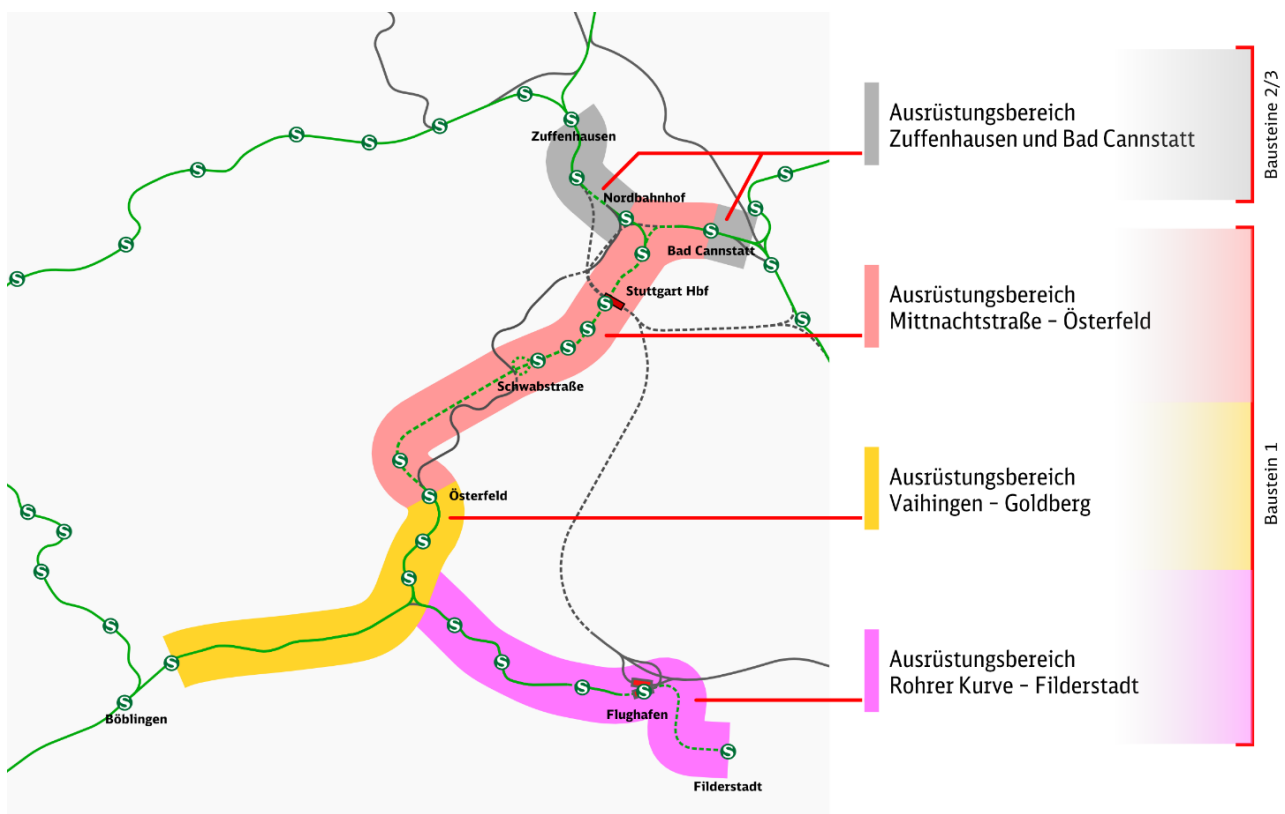 Zuffenhausen
Nordbahnhof
Bad Cannstatt
Stuttgart Hbf
Schwabstraße
Österfeld
Böblingen
Flughafen
Filderstadt
Ausrüstungsbereich
Zuffenhausen und Bad Cannstatt
Ausrüstungsbereich
Mittnachtstraße – Österfeld
Ausrüstungsbereich
Vaihingen – Goldberg
Ausrüstungsbereich
Rohrer Kurve – Filderstadt
Bausteine 2/3
Baustein 1